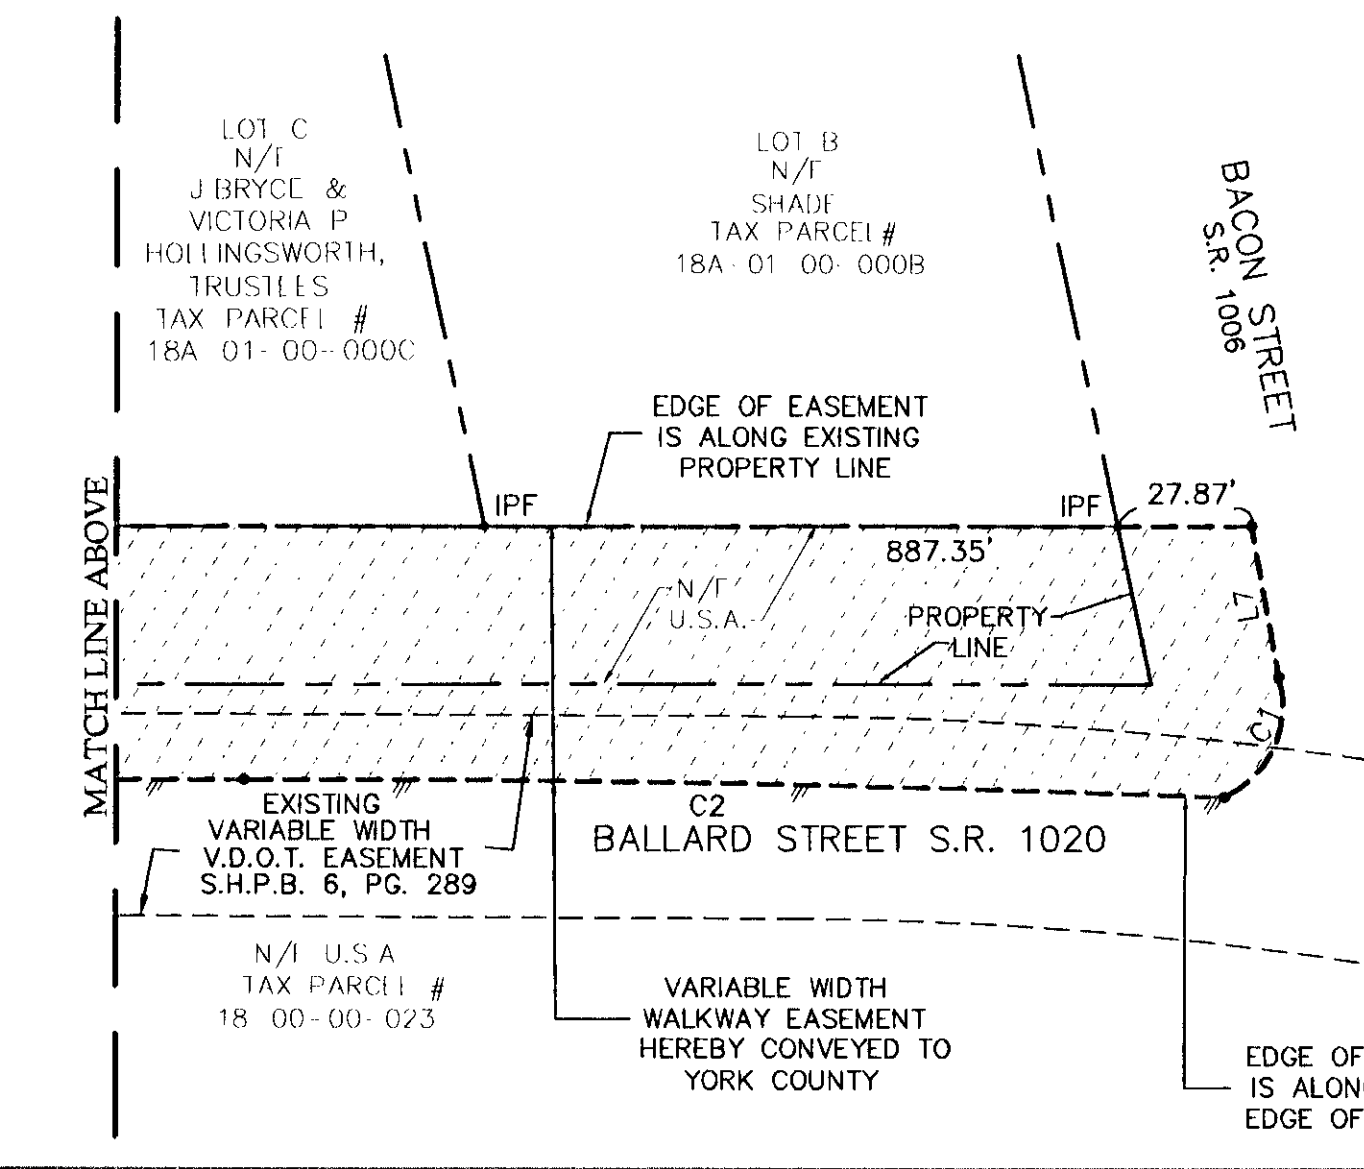 LOT C
N/F
J BRYCE &
VICTORIA P
HOLLINGSWORTH,
TRUSTEES
TAX PARCEL #
18A 01-00-000C
LOT B
N/F
SHADE
TAX PARCEL #
18A-01 00-000B
BACON STREET
S.R. 1006
EDGE OF EASEMENT
IS ALONG EXISTING
PROPERTY LINE
MATCH LINE ABOVE
IPF
IPF
27.87'
887.35'
N/F
U.S.A.
PROPERTY
LINE
L7
EXISTING
VARIABLE WIDTH
V.D.O.T. EASEMENT
S.H.P.B. 6, PG. 289
C2
BALLARD STREET S.R. 1020
N/F U.S.A
TAX PARCEL #
18 00-00-023
VARIABLE WIDTH
WALKWAY EASEMENT
HEREBY CONVEYED TO
YORK COUNTY
EDGE OF
IS ALON
EDGE OF